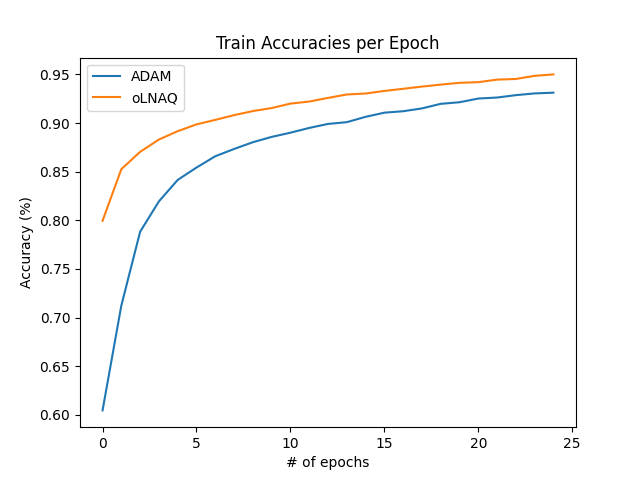 Train Accuracies per Epoch
ADAM
oLNAQ
Accuracy (%)
0.95
0.90
0.85
0.80
0.75
0.70
0.65
0.60
0 5 10 15 20 25
# of epochs